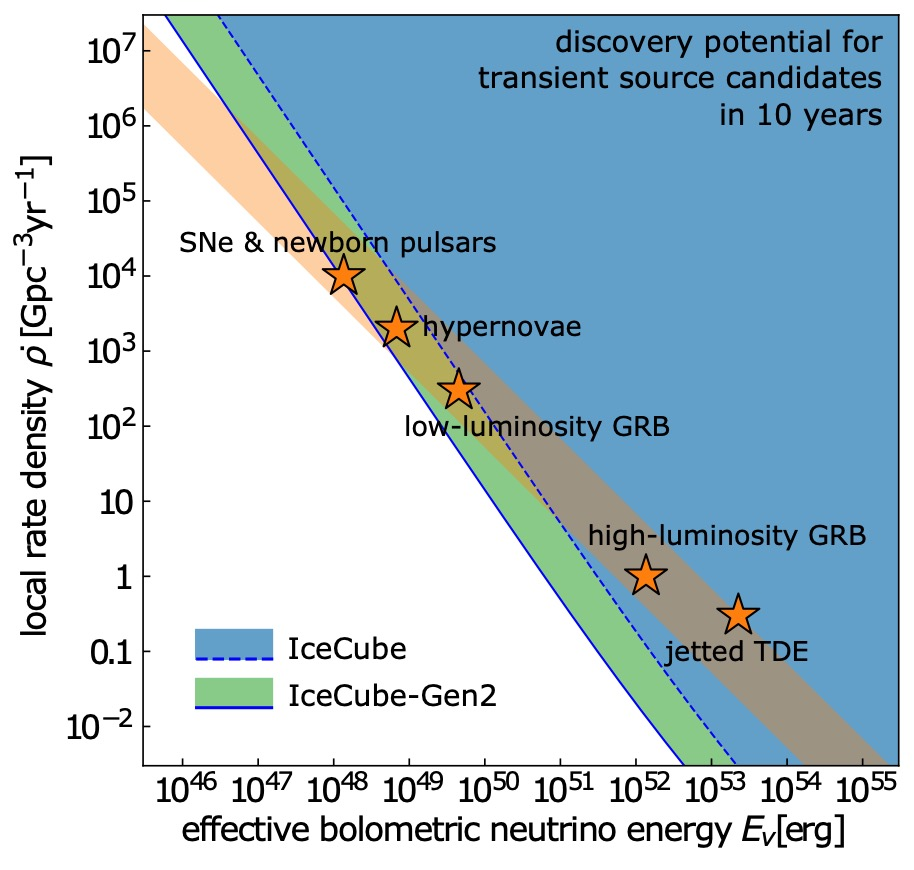 discovery potential for
transient source candidates
in 10 years
local rate density ρ̇ [Gpc⁻³yr⁻¹]
10⁷
10⁶
10⁵
10⁴
10³
10²
10
1
0.1
10⁻²
SNe & newborn pulsars
hypernovae
low-luminosity GRB
high-luminosity GRB
jetted TDE
IceCube
IceCube-Gen2
10⁴⁶ 10⁴⁷ 10⁴⁸ 10⁴⁹ 10⁵⁰ 10⁵¹ 10⁵² 10⁵³ 10⁵⁴ 10⁵⁵
effective bolometric neutrino energy Eᵥ[erg]